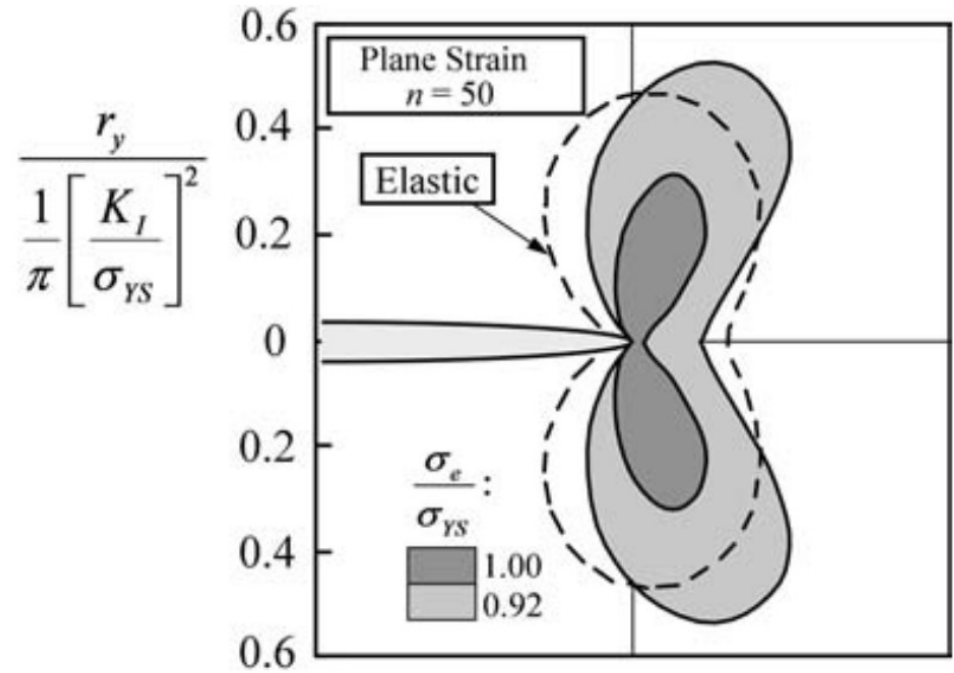 0.6
Plane Strain
n = 50
r_y
1/π [K_I/σ_YS]^2
0.4
Elastic
0.2
0
0.2
σ_e/σ_YS :
0.4
1.00
0.92
0.6